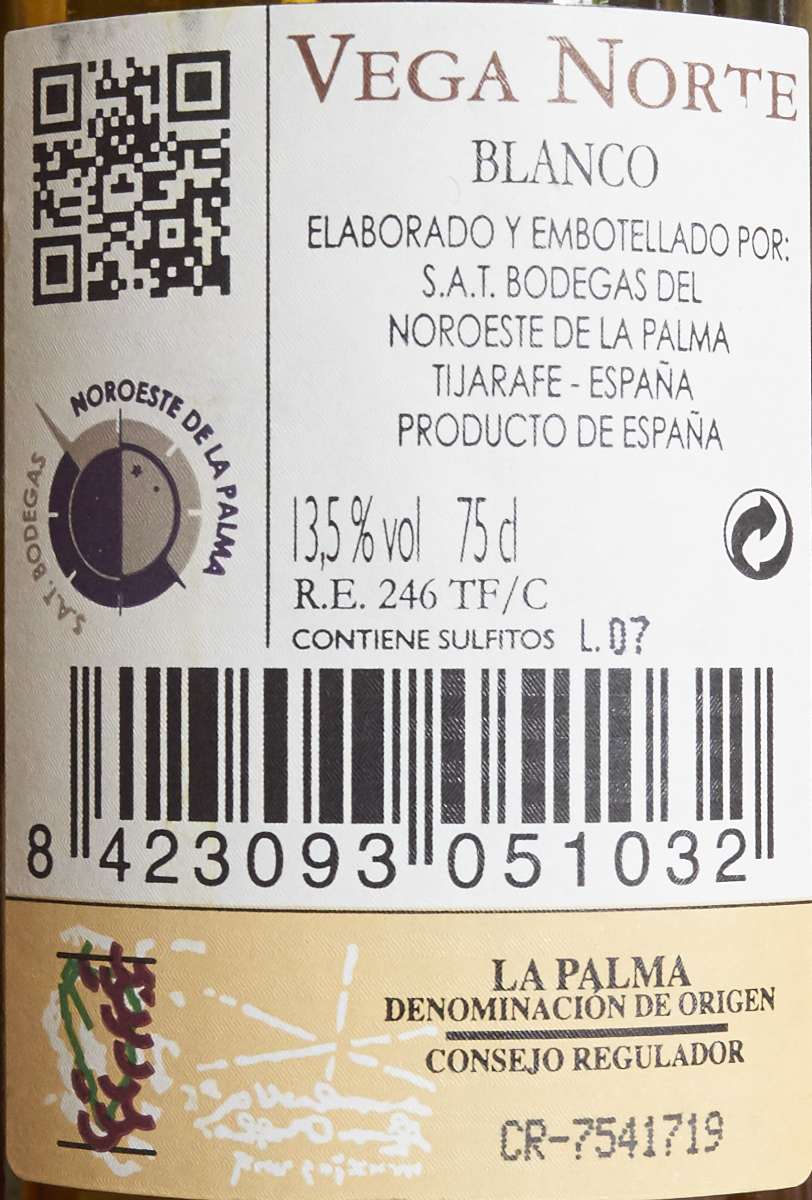 VEGA NORTE
BLANCO
ELABORADO Y EMBOTELLADO POR:
S.A.T. BODEGAS DEL
NOROESTE DE LA PALMA
TIJARAFE - ESPAÑA
PRODUCTO DE ESPAÑA
S.A.T. BODEGAS NOROESTE DE LA PALMA
13,5 % vol 75 cl
R.E. 246 TF/C
CONTIENE SULFITOS L.07
8 423093 051032
LA PALMA
DENOMINACIÓN DE ORIGEN
CONSEJO REGULADOR
CR-7541719